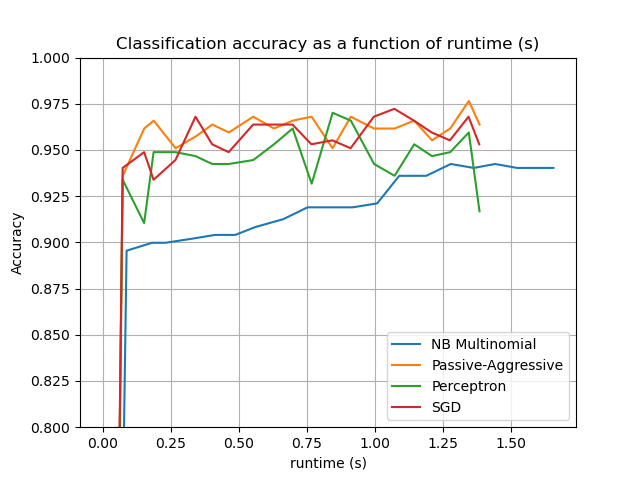 Classification accuracy as a function of runtime (s)
1.000
0.975
0.950
0.925
0.900
0.875
0.850
0.825
0.800
Accuracy
NB Multinomial
Passive-Aggressive
Perceptron
SGD
0.00 0.25 0.50 0.75 1.00 1.25 1.50
runtime (s)